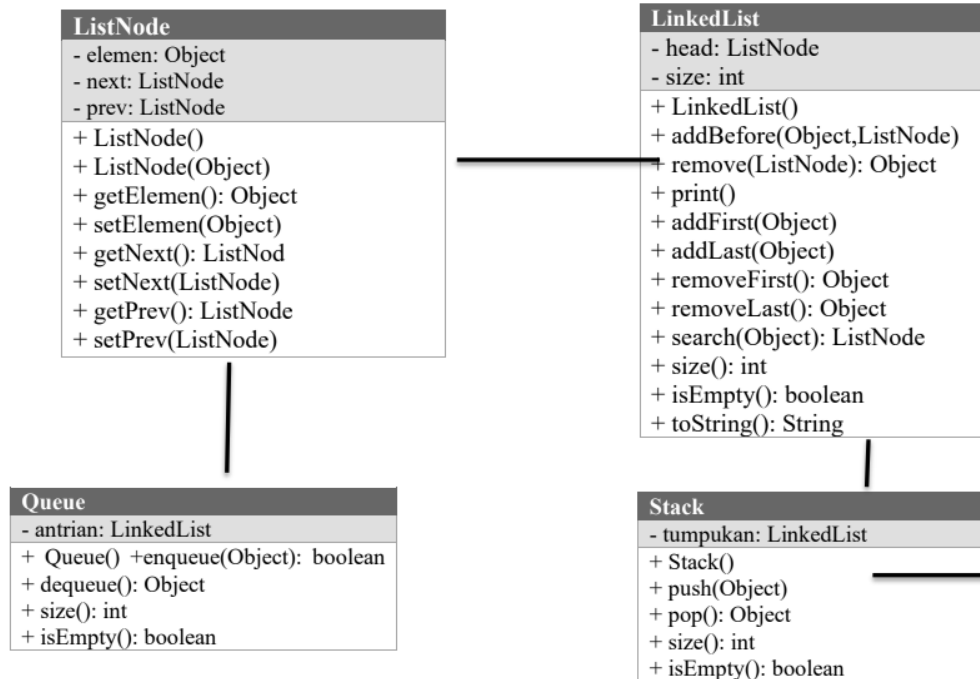 ListNode
- elemen: Object
- next: ListNode
- prev: ListNode
+ ListNode()
+ ListNode(Object)
+ getElemen(): Object
+ setElemen(Object)
+ getNext(): ListNod
+ setNext(ListNode)
+ getPrev(): ListNode
+ setPrev(ListNode)
LinkedList
- head: ListNode
- size: int
+ LinkedList()
+ addBefore(Object,ListNode)
+ remove(ListNode): Object
+ print()
+ addFirst(Object)
+ addLast(Object)
+ removeFirst(): Object
+ removeLast(): Object
+ search(Object): ListNode
+ size(): int
+ isEmpty(): boolean
+ toString(): String
Queue
- antrian: LinkedList
+ Queue() +enqueue(Object): boolean
+ dequeue(): Object
+ size(): int
+ isEmpty(): boolean
Stack
- tumpukan: LinkedList
+ Stack()
+ push(Object)
+ pop(): Object
+ size(): int
+ isEmpty(): boolean